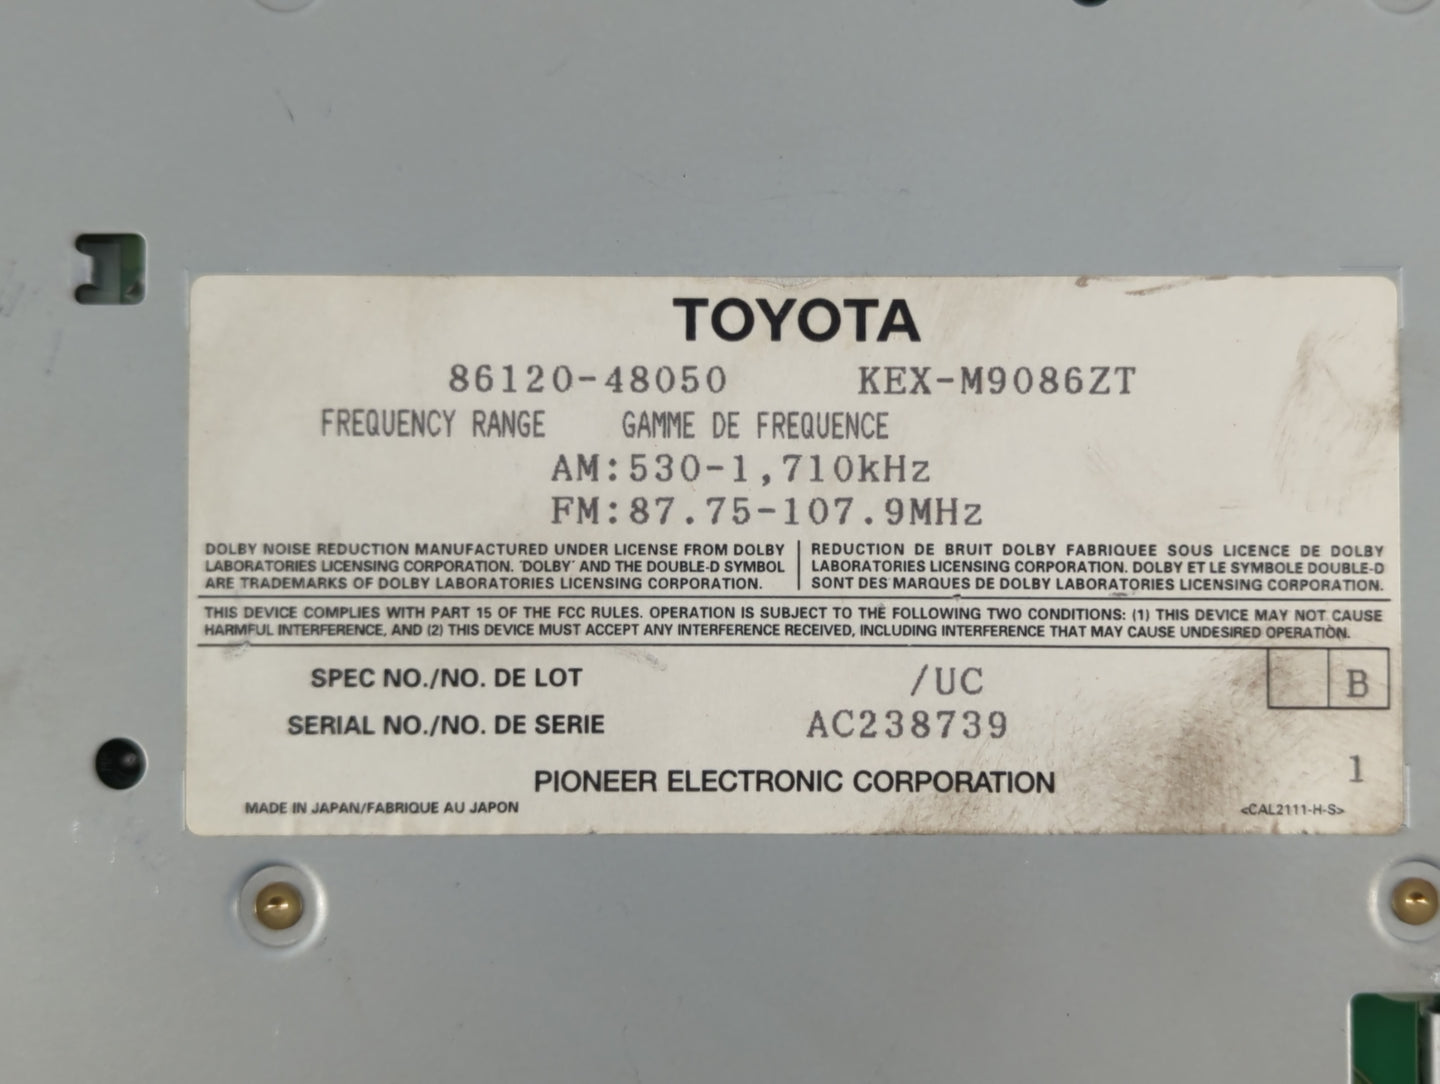 TOYOTA
86120-48050 KEX-M9086ZT
FREQUENCY RANGE GAMME DE FREQUENCE
AM:530-1,710kHz
FM:87.75-107.9MHz
DOLBY NOISE REDUCTION MANUFACTURED UNDER LICENSE FROM DOLBY
LABORATORIES LICENSING CORPORATION. "DOLBY" AND THE DOUBLE-D SYMBOL
ARE TRADEMARKS OF DOLBY LABORATORIES LICENSING CORPORATION.
REDUCTION DE BRUIT DOLBY FABRIQUEE SOUS LICENCE DE DOLBY
LABORATORIES LICENSING CORPORATION. DOLBY ET LE SYMBOLE DOUBLE-D
SONT DES MARQUES DE DOLBY LABORATORIES LICENSING CORPORATION.
THIS DEVICE COMPLIES WITH PART 15 OF THE FCC RULES. OPERATION IS SUBJECT TO THE FOLLOWING TWO CONDITIONS: (1) THIS DEVICE MAY NOT CAUSE
HARMFUL INTERFERENCE, AND (2) THIS DEVICE MUST ACCEPT ANY INTERFERENCE RECEIVED, INCLUDING INTERFERENCE THAT MAY CAUSE UNDESIRED OPERATION.
SPEC NO./NO. DE LOT /UC B
SERIAL NO./NO. DE SERIE AC238739
1
PIONEER ELECTRONIC CORPORATION
MADE IN JAPAN/FABRIQUE AU JAPON <CAL2111-H-S>